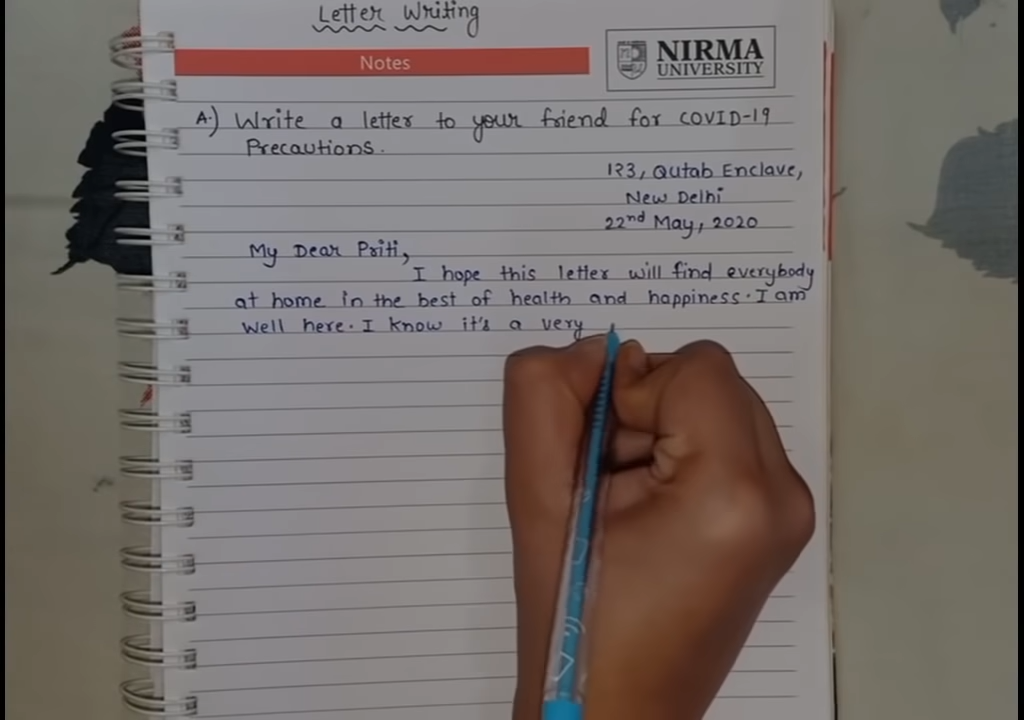 Letter Writing
Notes
NIRMA
UNIVERSITY
A.) Write a letter to your friend for COVID-19
Precautions.
123, Qutab Enclave,
New Delhi
22nd May, 2020
My Dear Priti,
I hope this letter will find everybody
at home in the best of health and happiness. I am
well here. I know it's a very